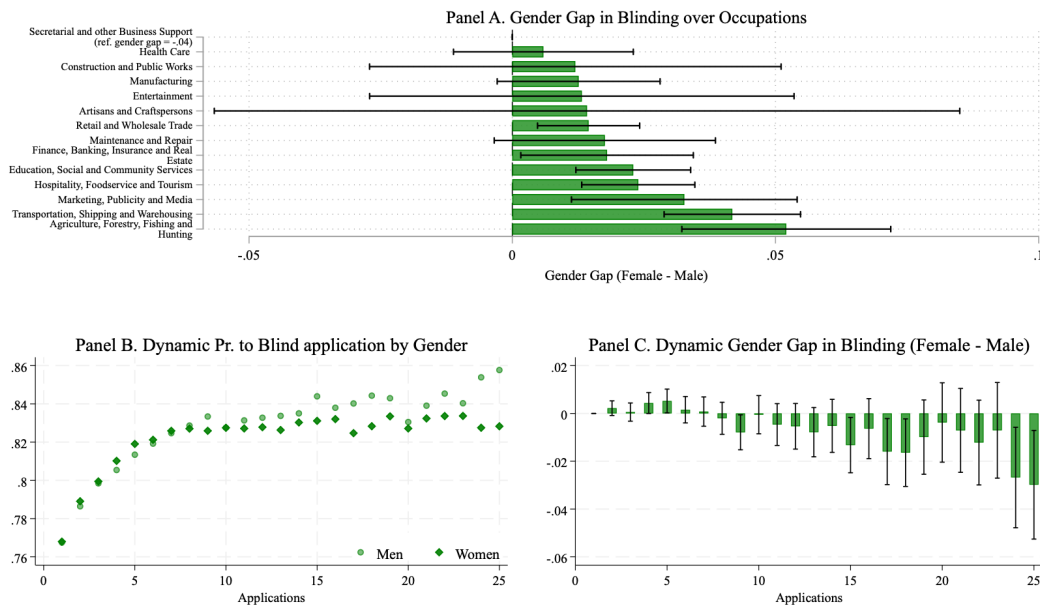 Panel A. Gender Gap in Blinding over Occupations
Secretarial and other Business Support
(ref. gender gap = -.04)
Health Care
Construction and Public Works
Manufacturing
Entertainment
Artisans and Craftspersons
Retail and Wholesale Trade
Maintenance and Repair
Finance, Banking, Insurance and Real
Estate
Education, Social and Community Services
Hospitality, Foodservice and Tourism
Marketing, Publicity and Media
Transportation, Shipping and Warehousing
Agriculture, Forestry, Fishing and
Hunting
-.05 0 .05 .1
Gender Gap (Female - Male)
Panel B. Dynamic Pr. to Blind application by Gender
.86
.84
.82
.8
.78
.76
Men Women
0 5 10 15 20 25
Applications
Panel C. Dynamic Gender Gap in Blinding (Female - Male)
.02
0
-.02
-.04
-.06
0 5 10 15 20 25
Applications